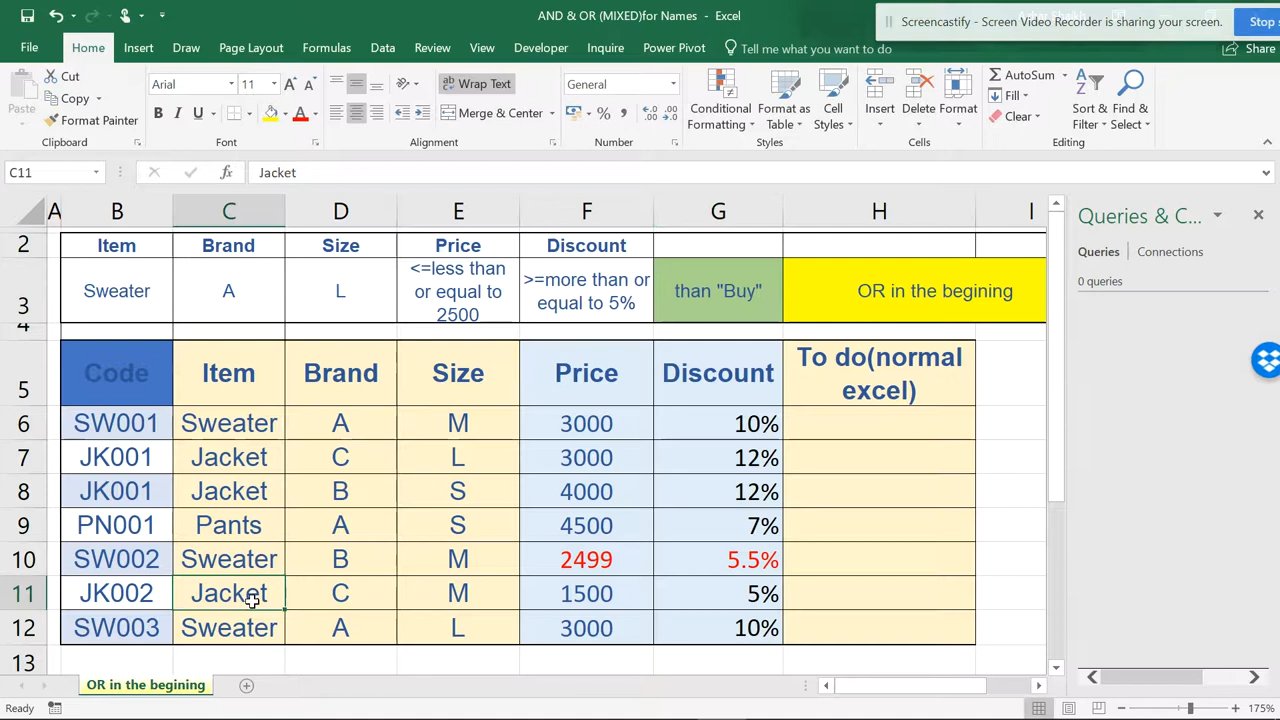 AND & OR (MIXED)for Names - Excel
Screencastify - Screen Video Recorder is sharing your screen.
Stop s
File Home Insert Draw Page Layout Formulas Data Review View Developer Inquire Power Pivot Tell me what you want to do Share
Paste
Cut
Copy
Format Painter
Clipboard
Arial 11
B I U
Font
Wrap Text
Merge & Center
Alignment
General
Number
Conditional Formatting
Format as Table
Cell Styles
Styles
Insert Delete Format
Cells
AutoSum
Fill
Clear
Sort & Filter
Find & Select
Editing
C11 fx Jacket
A B C D E F G H I
2 Item Brand Size Price Discount
3 Sweater A L <=less than or equal to 2500 >=more than or equal to 5% than "Buy" OR in the begining
4
5 Code Item Brand Size Price Discount To do(normal excel)
6 SW001 Sweater A M 3000 10%
7 JK001 Jacket C L 3000 12%
8 JK001 Jacket B S 4000 12%
9 PN001 Pants A S 4500 7%
10 SW002 Sweater B M 2499 5.5%
11 JK002 Jacket C M 1500 5%
12 SW003 Sweater A L 3000 10%
13
Queries & C...
Queries Connections
0 queries
OR in the begining
Ready
175%